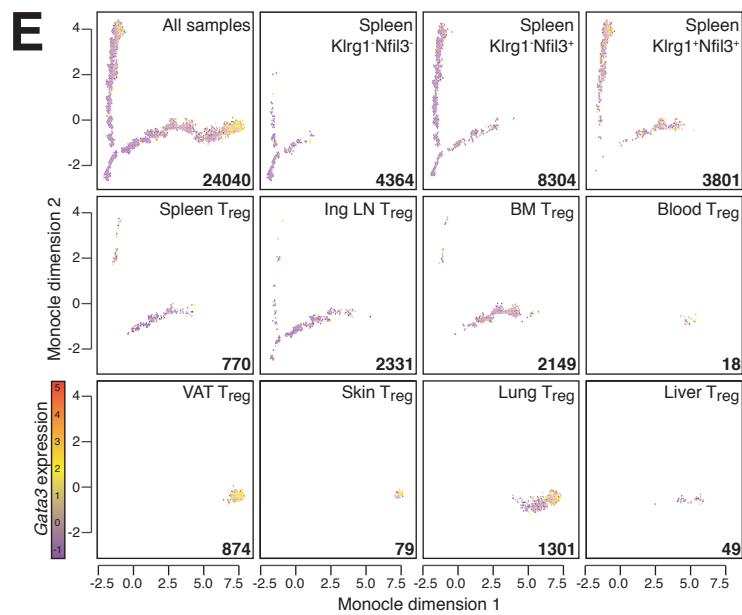 E
All samples
24040
Spleen
Klrg1-Nfil3-
4364
Spleen
Klrg1-Nfil3+
8304
Spleen
Klrg1+Nfil3+
3801
4
2
0
-2
Spleen Treg
770
Ing LN Treg
2331
BM Treg
2149
Blood Treg
18
4
2
0
-2
Monocle dimension 2
VAT Treg
874
Skin Treg
79
Lung Treg
1301
Liver Treg
49
4
2
0
-2
Gata3 expression
5
4
3
2
1
0
-1
-2.5 0.0 2.5 5.0 7.5
-2.5 0.0 2.5 5.0 7.5
-2.5 0.0 2.5 5.0 7.5
-2.5 0.0 2.5 5.0 7.5
Monocle dimension 1